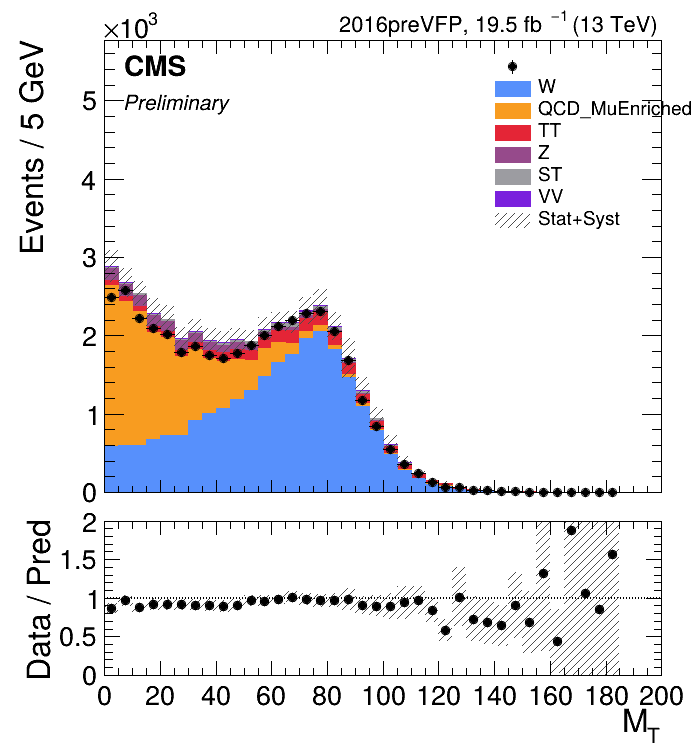 ×10³
2016preVFP, 19.5 fb ⁻¹ (13 TeV)
CMS
Preliminary
W
QCD_MuEnriched
TT
Z
ST
VV
Stat+Syst
Events / 5 GeV
5
4
3
2
1
0
Data / Pred
2
1.5
1
0.5
0
0 20 40 60 80 100 120 140 160 180 200
M_T